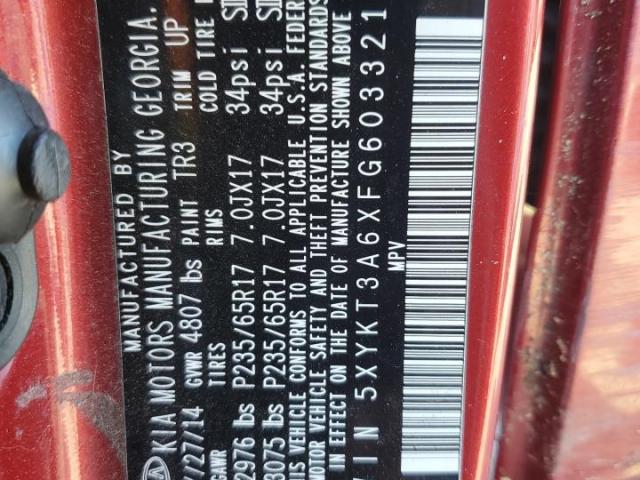 MANUFACTURED BY
KIA MOTORS MANUFACTURING GEORGIA.
/27/14 GVWR 4807 lbs PAINT TR3 TRIM UP
GAWR TIRES RIMS COLD TIRE
2976 lbs P235/65R17 7.0JX17 34psi
3075 lbs P235/65R17 7.0JX17 34psi
THIS VEHICLE CONFORMS TO ALL APPLICABLE U.S.A. FEDER
MOTOR VEHICLE SAFETY AND THEFT PREVENTION STANDARDS
IN EFFECT ON THE DATE OF MANUFACTURE SHOWN ABOVE
VIN 5XYKT3A6XFG603321
MPV